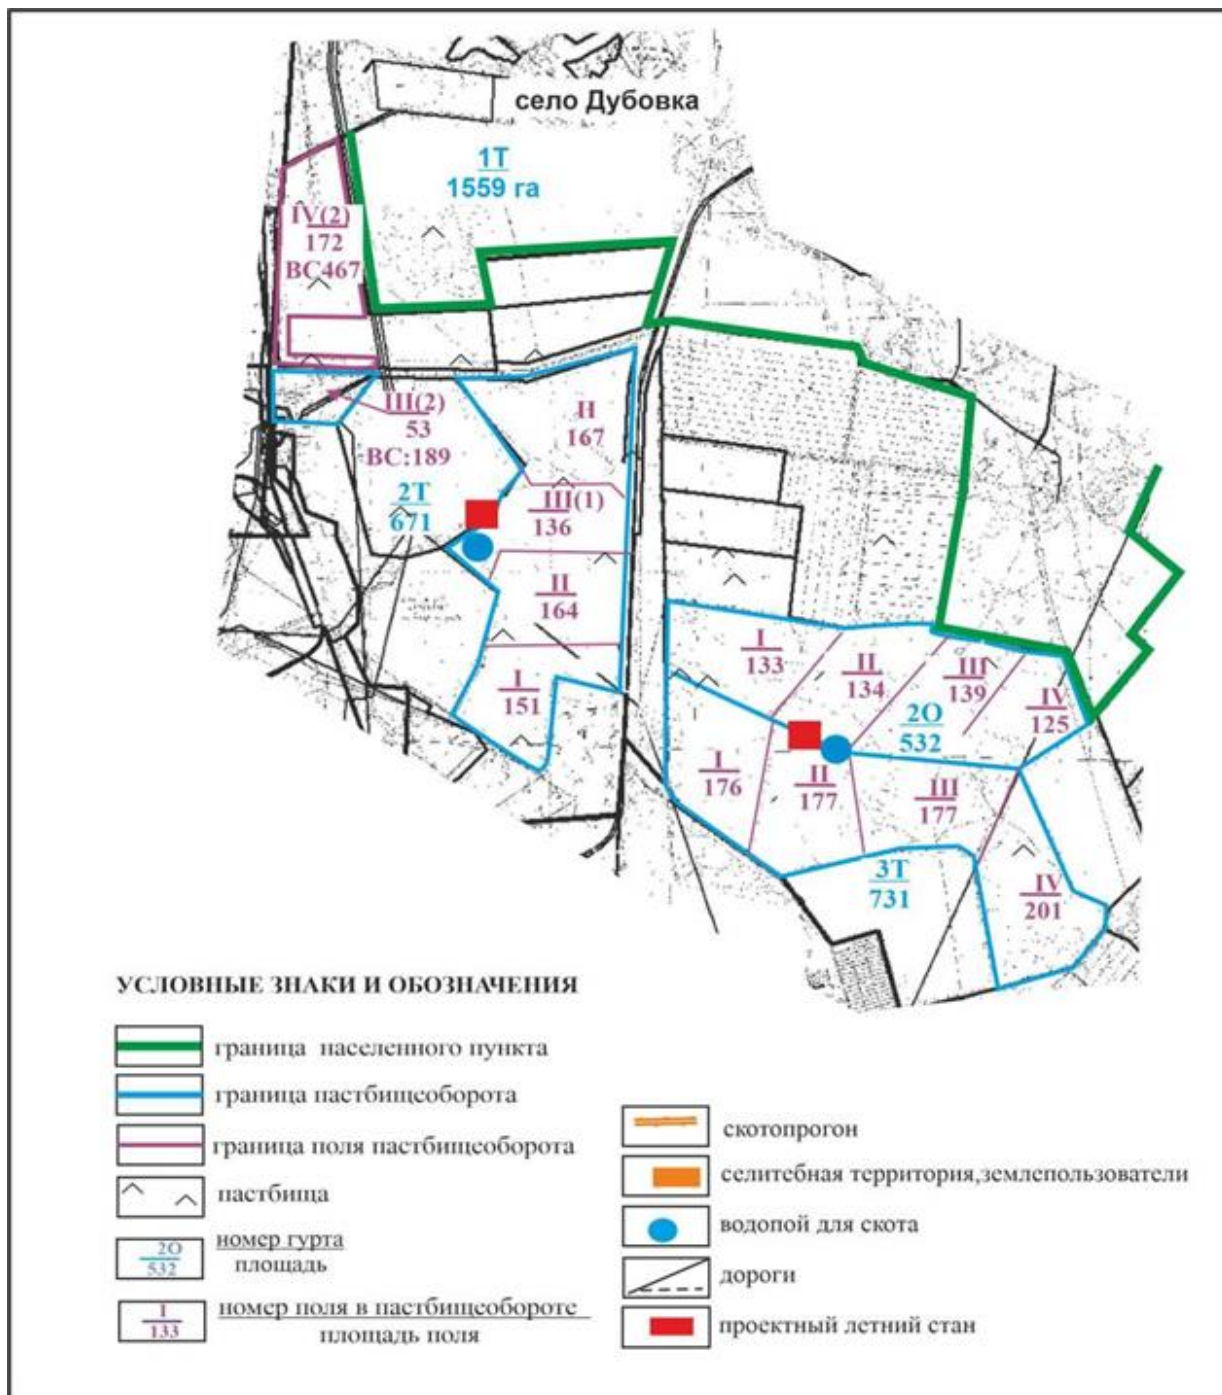 село Дубовка
1Т
1559 га
IV(2)
172
ВС467
III(2)
53
ВС:189
II
167
2Т
671
III(1)
136
II
164
I
151
I
133
II
134
III
139
IV
125
2О
532
I
176
II
177
III
177
3Т
731
IV
201
УСЛОВНЫЕ ЗНАКИ И ОБОЗНАЧЕНИЯ
граница населенного пункта
граница пастбищеоборота
граница поля пастбищеоборота
пастбища
2О
532
номер гурта
площадь
I
133
номер поля в пастбищеобороте
площадь поля
скотопрогон
селитебная территория,землепользователи
водопой для скота
дороги
проектный летний стан